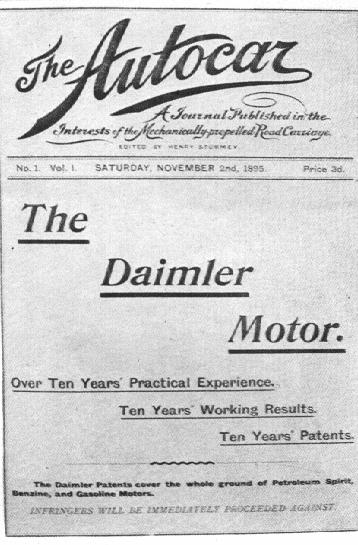 The Autocar
A Journal Published in the
Interests of the Mechanically-propelled Road Carriage.
EDITED BY HENRY STURMEY
No. 1. Vol. I. SATURDAY, NOVEMBER 2nd, 1895. Price 3d.
The
Daimler
Motor.
Over Ten Years' Practical Experience.
Ten Years' Working Results.
Ten Years' Patents.
The Daimler Patents cover the whole ground of Petroleum Spirit,
Benzine, and Gasoline Motors.
INFRINGERS WILL BE IMMEDIATELY PROCEEDED AGAINST.